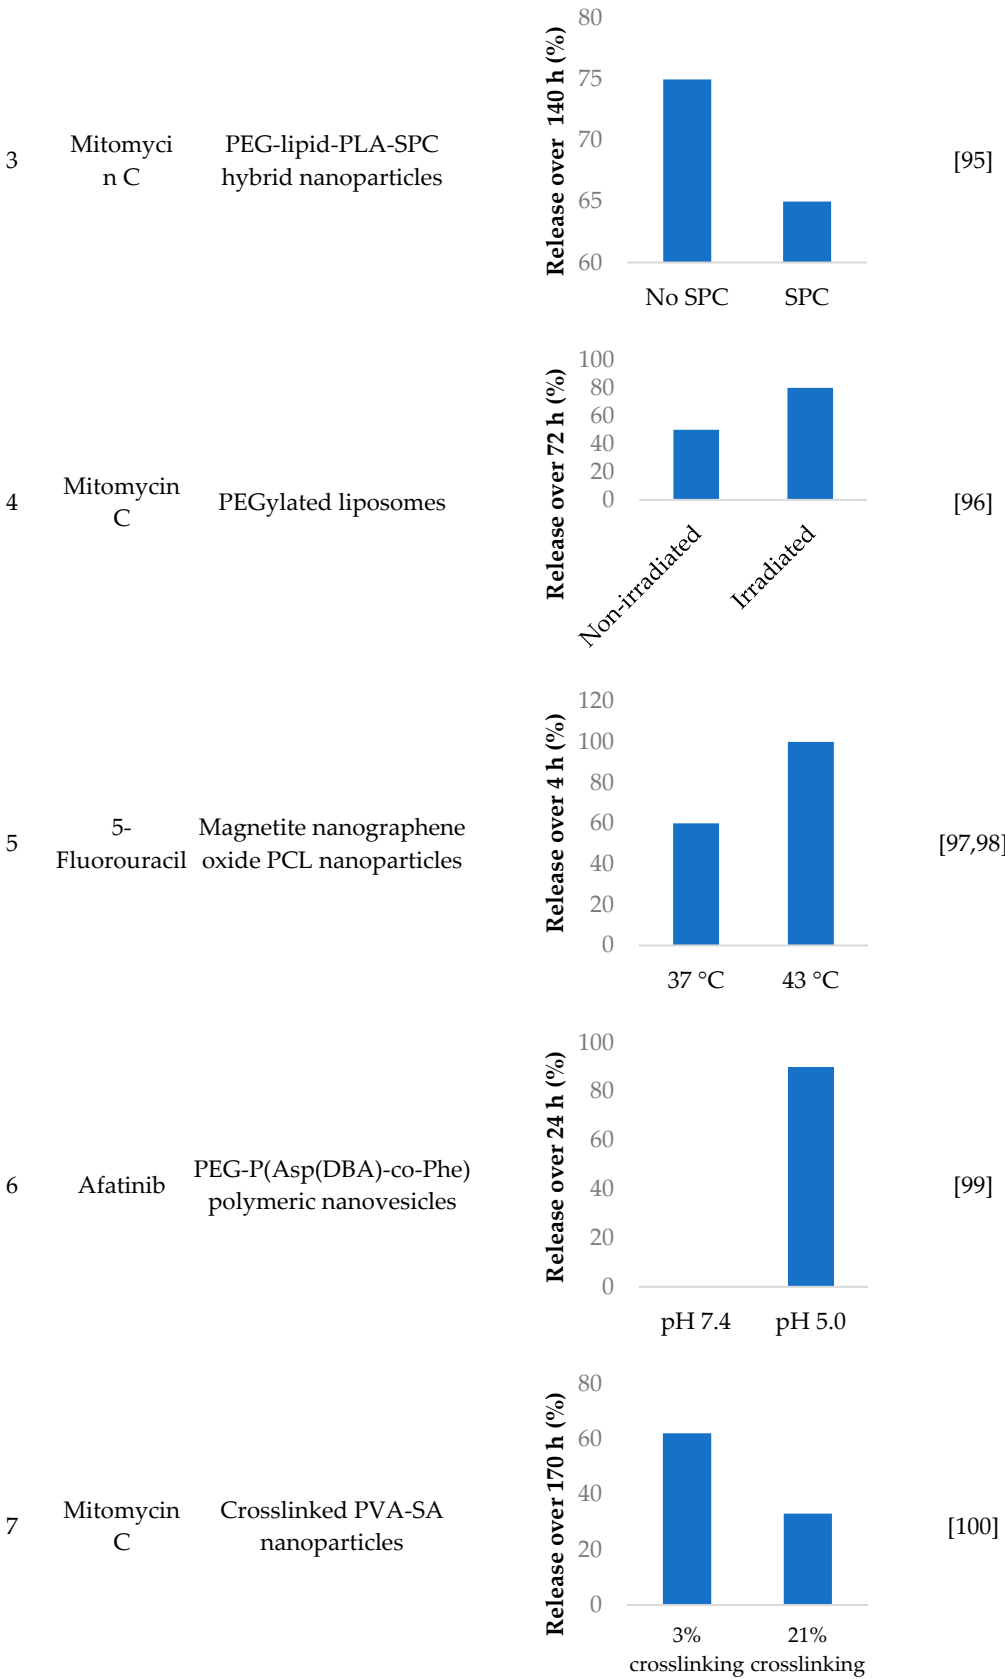 3
Mitomyci
n C
PEG-lipid-PLA-SPC
hybrid nanoparticles
Release over 140 h (%)
80
75
70
65
60
No SPC
SPC
[95]
4
Mitomycin
C
PEGylated liposomes
Release over 72 h (%)
100
80
60
40
20
0
Non-irradiated
Irradiated
[96]
5
5-
Fluorouracil
Magnetite nanographene
oxide PCL nanoparticles
Release over 4 h (%)
120
100
80
60
40
20
0
37 °C
43 °C
[97,98]
6
Afatinib
PEG-P(Asp(DBA)-co-Phe)
polymeric nanovesicles
Release over 24 h (%)
100
80
60
40
20
0
pH 7.4
pH 5.0
[99]
7
Mitomycin
C
Crosslinked PVA-SA
nanoparticles
Release over 170 h (%)
80
60
40
20
0
3%
crosslinking
21%
crosslinking
[100]